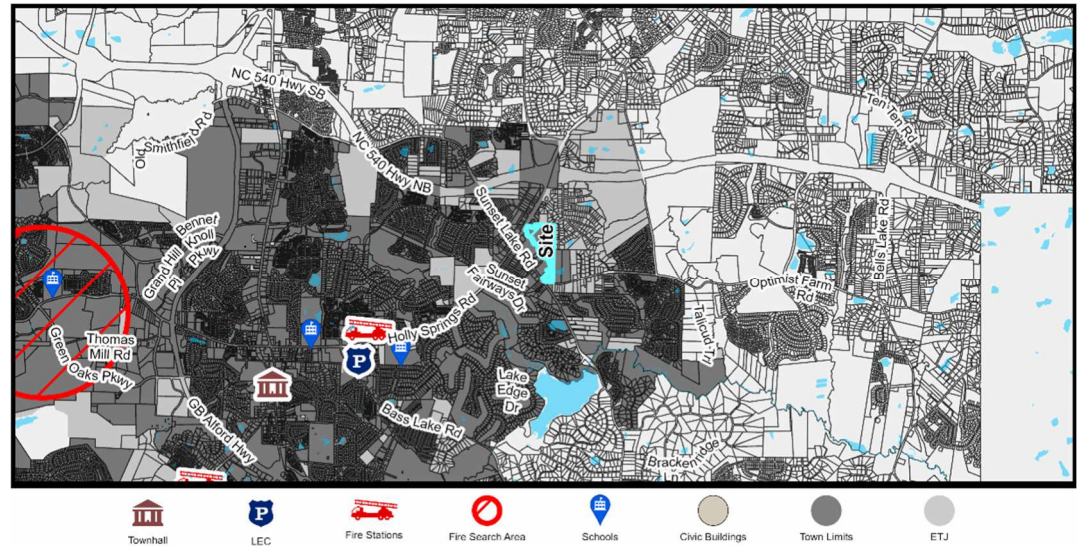 NC 540 Hwy SB
Ten Ten Rd
Old Smithfield Rd
NC 540 Hwy NB
Sunset Lake Rd
Site
Bells Lake Rd
Bennet
Knoll
Pkwy
Grand Hill
Pl
Sunset
Fairways Dr
Optimist Farm
Rd
Holly Springs Rd
Thomas
Mill Rd
Green Oaks Pkwy
P
Lake
Edge
Dr
GB Alford Hwy
Bass Lake Rd
Brackenridge
Ln
Townhall
P
LEC
Fire Stations
Fire Search Area
Schools
Civic Buildings
Town Limits
ETJ